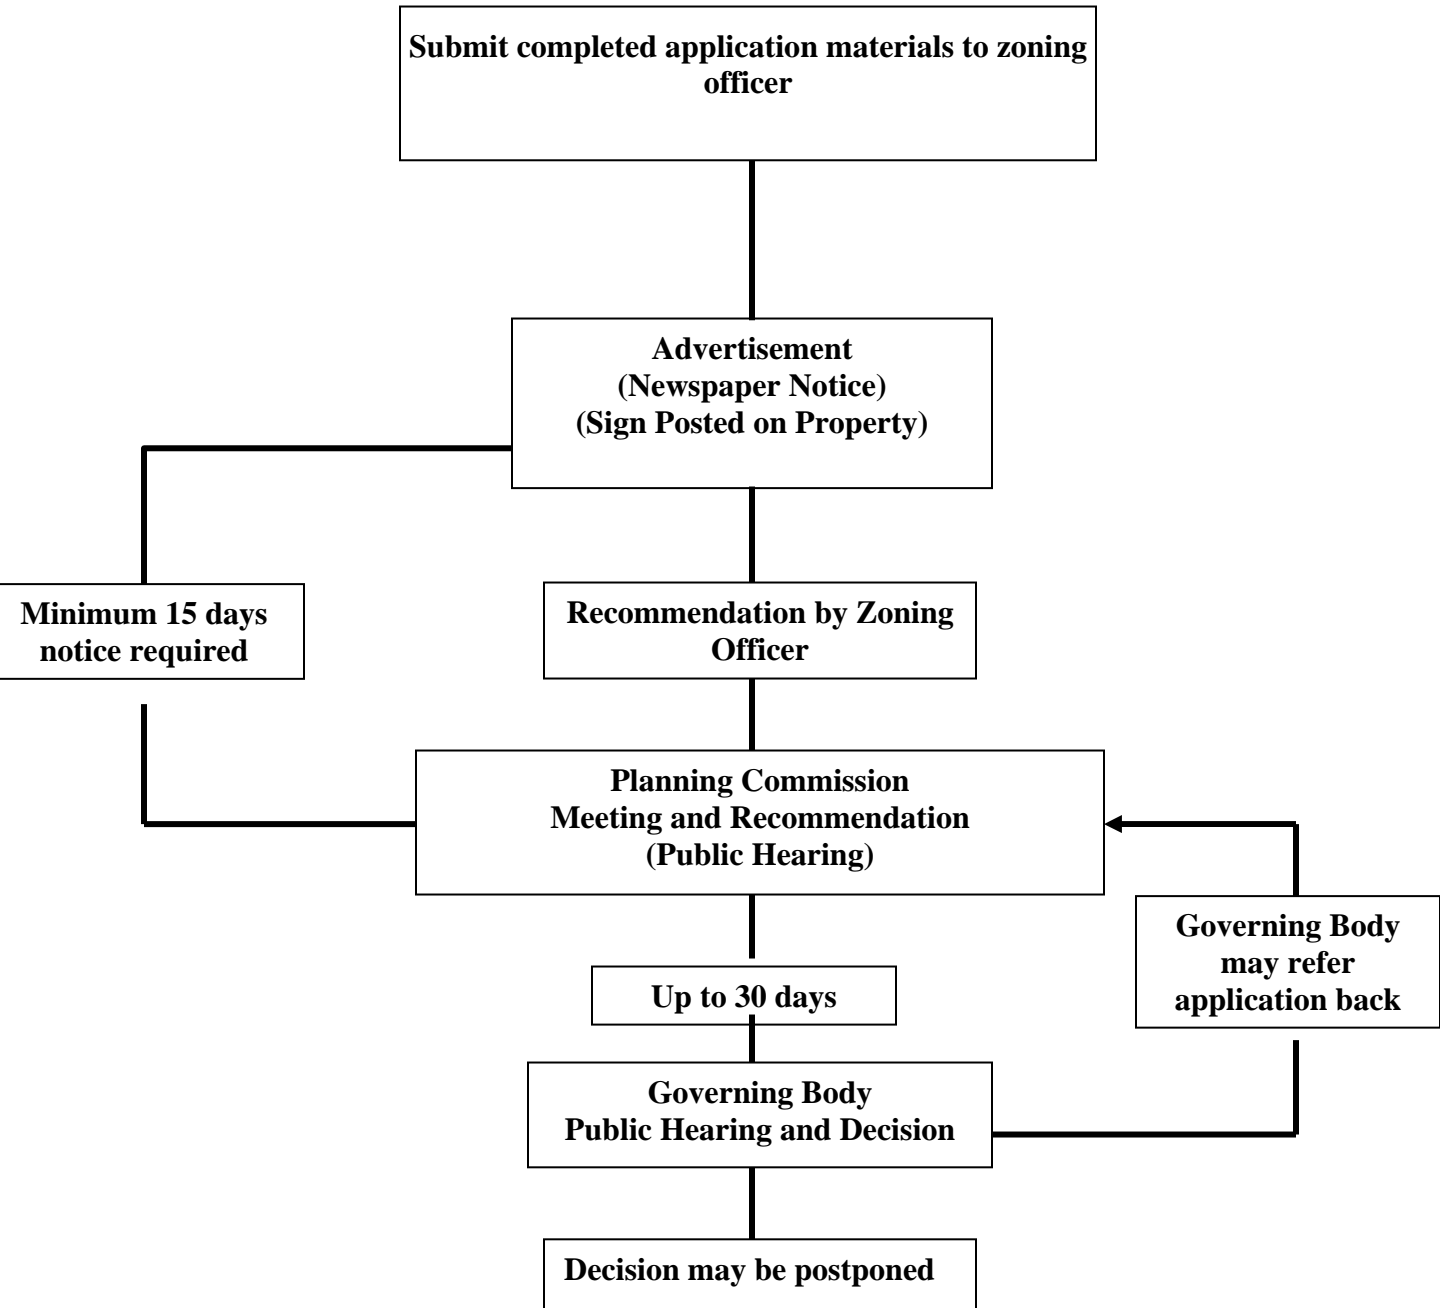 Submit completed application materials to zoning
officer
Advertisement
(Newspaper Notice)
(Sign Posted on Property)
Minimum 15 days
notice required
Recommendation by Zoning
Officer
Planning Commission
Meeting and Recommendation
(Public Hearing)
Governing Body
may refer
application back
Up to 30 days
Governing Body
Public Hearing and Decision
Decision may be postponed